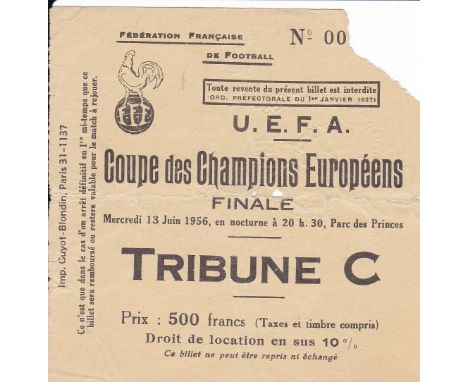 FÉDÉRATION FRANÇAISE
DE FOOTBALL
Nº 00
Toute revente du présent billet est interdite
(ORD. PRÉFECTORALE DU 1er JANVIER 1927)
U. E. F. A.
Coupe des Champions Européens
FINALE
Mercredi 13 Juin 1956, en nocturne à 20 h. 30, Parc des Princes
TRIBUNE C
Prix : 500 francs (Taxes et timbre compris)
Droit de location en sus 10 %
Ce billet ne peut être repris ni échangé
Imp. Guyot-Blondin, Paris 31-1137
Ce n'est que dans le cas d'un arrêt définitif en 1re mi-temps que ce
billet sera remboursé ou restera valable pour le match à rejouer.